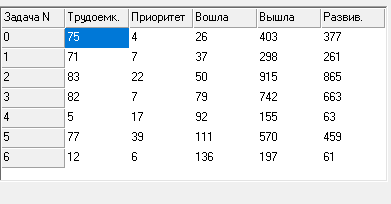 Задача N Трудоемк. Приоритет Вошла Вышла Развив.
0 75 4 26 403 377
1 71 7 37 298 261
2 83 22 50 915 865
3 82 7 79 742 663
4 5 17 92 155 63
5 77 39 111 570 459
6 12 6 136 197 61